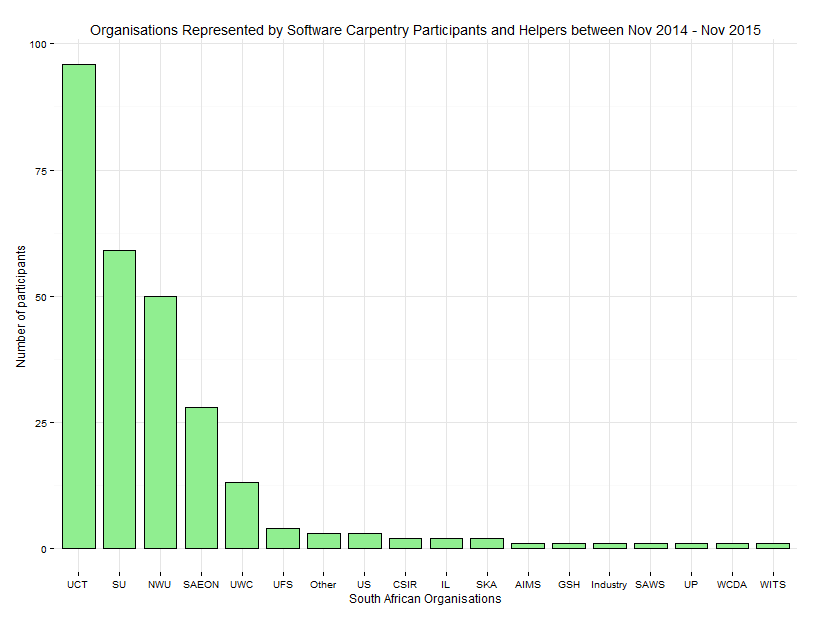 Organisations Represented by Software Carpentry Participants and Helpers between Nov 2014 - Nov 2015
100
75
50
25
0
Number of participants
UCT SU NWU SAEON UWC UFS Other US CSIR IL SKA AIMS GSH Industry SAWS UP WCDA WITS
South African Organisations